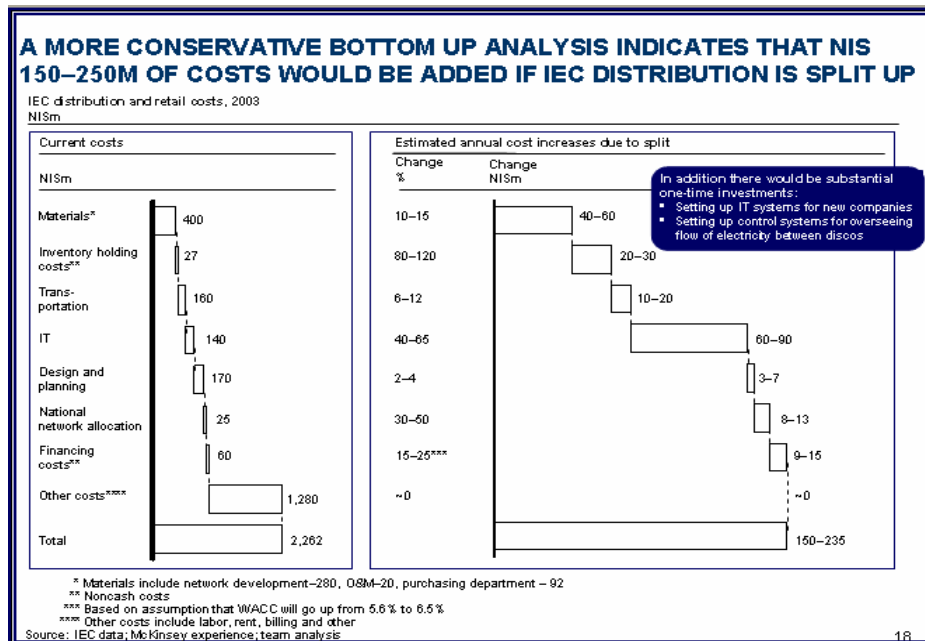 A MORE CONSERVATIVE BOTTOM UP ANALYSIS INDICATES THAT NIS
150–250M OF COSTS WOULD BE ADDED IF IEC DISTRIBUTION IS SPLIT UP
IEC distribution and retail costs, 2003
NISm
Current costs
NISm
Materials* 400
Inventory holding
costs** 27
Trans-
portation 160
IT 140
Design and
planning 170
National
network allocation 25
Financing
costs** 60
Other costs**** 1,280
Total 2,262
Estimated annual cost increases due to split
Change
%
Change
NISm
10–15 40–60
80–120 20–30
6–12 10–20
40–65 60–90
2–4 3–7
30–50 8–13
15–25*** 9–15
~0 ~0
150–235
In addition there would be substantial
one-time investments:
▪ Setting up IT systems for new companies
▪ Setting up control systems for overseeing
flow of electricity between discos
* Materials include network development–280, O&M–20, purchasing department – 92
** Noncash costs
*** Based on assumption that WACC will go up from 5.6% to 6.5%
**** Other costs include labor, rent, billing and other
Source: IEC data; McKinsey experience; team analysis
18